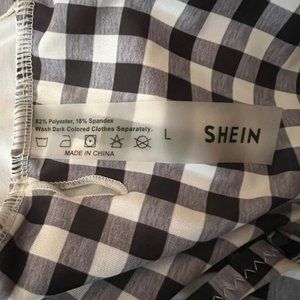 82% Polyester, 18% Spandex
Wash Dark Colored Clothes Separately.
L
SHEIN
MADE IN CHINA